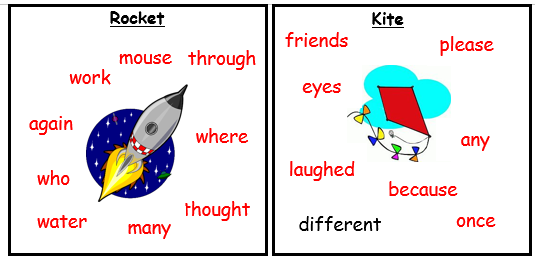 Rocket
mouse
through
work
again
where
who
thought
water
many
Kite
friends
please
eyes
any
laughed
because
different
once